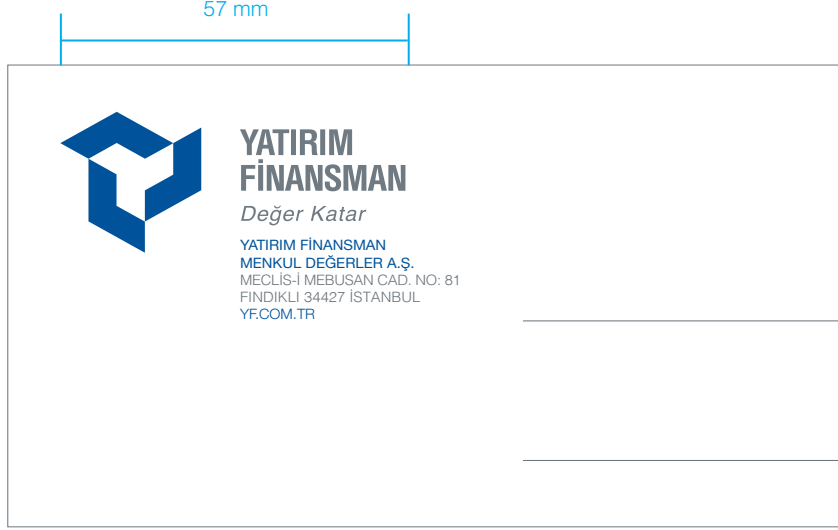 57 mm
YATIRIM
FİNANSMAN
Değer Katar
YATIRIM FİNANSMAN
MENKUL DEĞERLER A.Ş.
MECLİS-İ MEBUSAN CAD. NO: 81
FINDIKLI 34427 İSTANBUL
YF.COM.TR